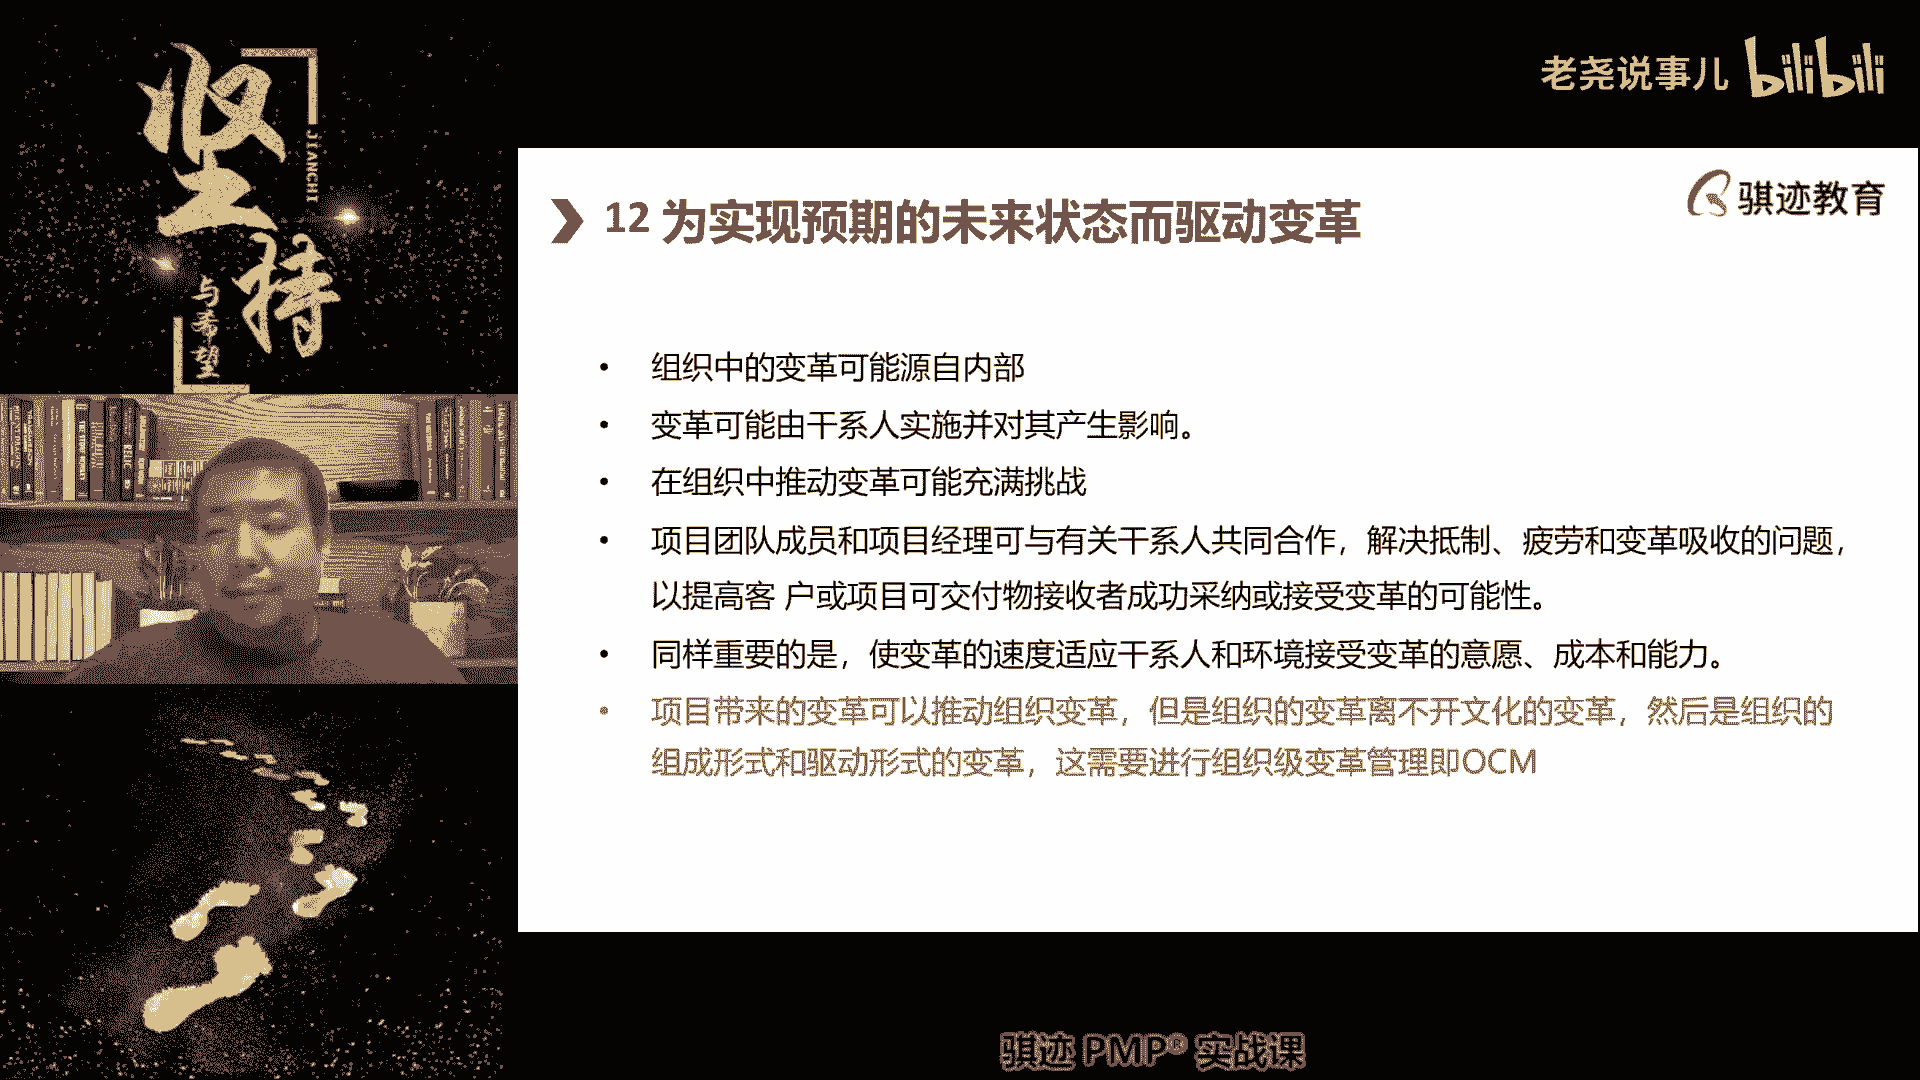 坚持
JIANCHI
与希望
老尧说事儿 bilibili
骐迹教育
12 为实现预期的未来状态而驱动变革
• 组织中的变革可能源自内部
• 变革可能由干系人实施并对其产生影响。
• 在组织中推动变革可能充满挑战
• 项目团队成员和项目经理可与有关干系人共同合作，解决抵制、疲劳和变革吸收的问题，
以提高客 户或项目可交付物接收者成功采纳或接受变革的可能性。
• 同样重要的是，使变革的速度适应干系人和环境接受变革的意愿、成本和能力。
• 项目带来的变革可以推动组织变革，但是组织的变革离不开文化的变革，然后是组织的
组成形式和驱动形式的变革，这需要进行组织级变革管理即OCM
骐迹 PMP® 实战课